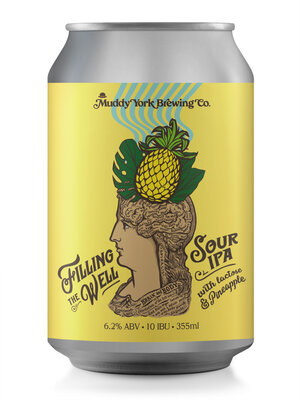 Muddy York Brewing Co.
Filling
the
Well
Sour
IPA
with lactose
& Pineapple
6.2% ABV • 10 IBU • 355ml